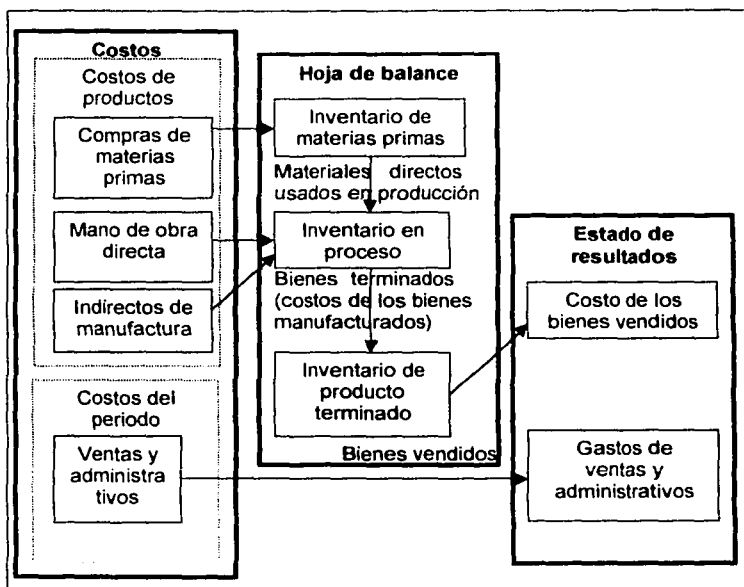 Costos
Costos de
productos
Compras de
materias
primas
Mano de obra
directa
Indirectos de
manufactura
Costos del
periodo
Ventas y
administra
tivos
Hoja de balance
Inventario de
materias primas
Materiales directos
usados en producción
Inventario en
proceso
Bienes terminados
(costos de los bienes
manufacturados)
Inventario de
producto
terminado
Bienes vendidos
Estado de
resultados
Costo de los
bienes vendidos
Gastos de
ventas y
administrativos